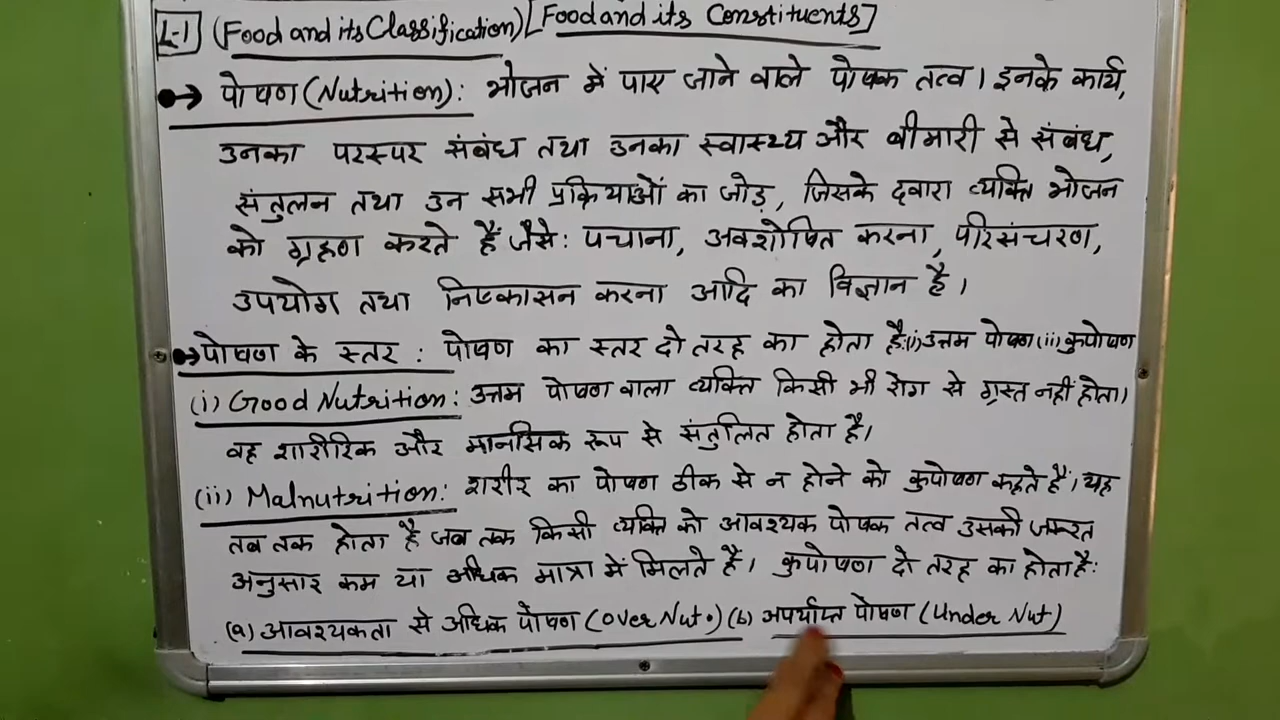 L-1 (Food and its Classification) [Food and its Constituents]
पोषण (Nutrition): भोजन में पाए जाने वाले पोषक तत्व। इनके कार्य,
उनका परस्पर संबंध तथा उनका स्वास्थ्य और बीमारी से संबंध,
संतुलन तथा उन सभी प्रक्रियाओं का जोड़, जिसके दवारा व्यक्ति भोजन
को ग्रहण करते हैं जैसे: पचाना, अवशोषित करना, परिसंचरण,
उपयोग तथा निष्कासन करना आदि का विज्ञान है।
पोषण के स्तर: पोषण का स्तर दो तरह का होता है:(i) उत्तम पोषण (ii) कुपोषण
(i) Good Nutrition: उत्तम पोषण वाला व्यक्ति किसी भी रोग से ग्रस्त नहीं होता।
वह शारीरिक और मानसिक रूप से संतुलित होता है।
(ii) Malnutrition: शरीर का पोषण ठीक से न होने को कुपोषण कहते हैं। यह
तब तक होता है जब तक किसी व्यक्ति को आवश्यक पोषक तत्व उसकी जरूरत
अनुसार कम या अधिक मात्रा में मिलते है। कुपोषण दो तरह का होता है:
(a) आवश्यकता से अधिक पोषण (Over Nut.) (b) अपर्याप्त पोषण (Under Nut)